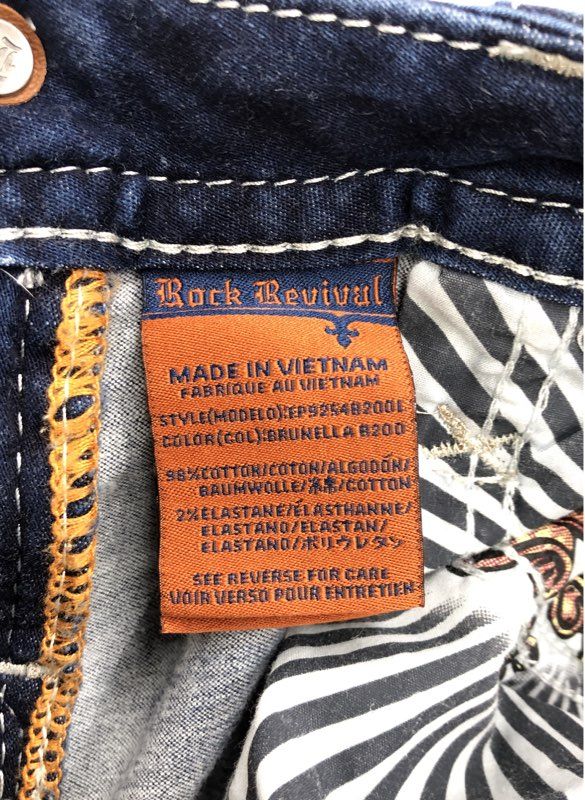 Rock Revival
MADE IN VIETNAM
FABRIQUE AU VIETNAM
STYLE(MODELO):EP9254B200L
COLOR(COL):BRUNELLA B200
98%COTTON/COTON/ALGODÓN/
BAUMWOLLE/棉/COTTON
2%ELASTANE/ÉLASTHANNE/
ELASTANO/ELASTAN/
ELASTANO/ポリウレタン
SEE REVERSE FOR CARE
VOIR VERSO POUR ENTRETIEN